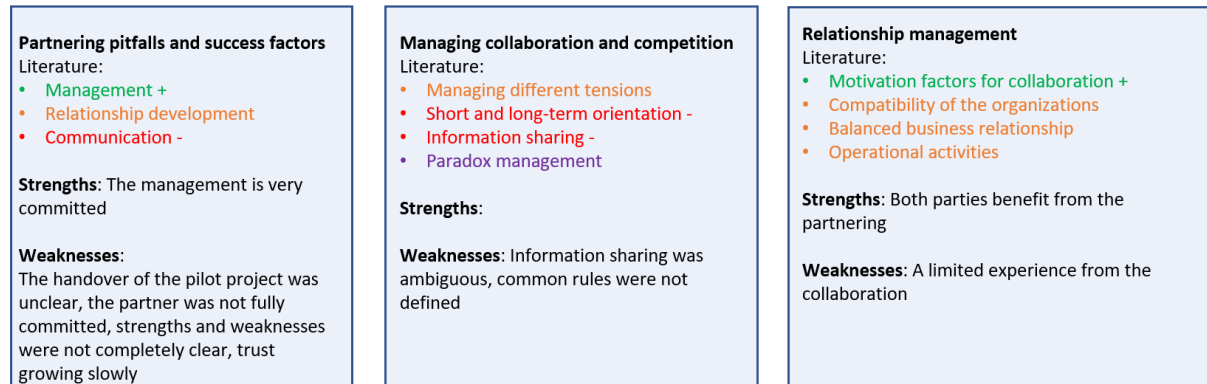 Partnering pitfalls and success factors
Literature:
• Management +
• Relationship development
• Communication -
Strengths: The management is very
committed
Weaknesses:
The handover of the pilot project was
unclear, the partner was not fully
committed, strengths and weaknesses
were not completely clear, trust
growing slowly
Managing collaboration and competition
Literature:
• Managing different tensions
• Short and long-term orientation -
• Information sharing -
• Paradox management
Strengths:
Weaknesses: Information sharing was
ambiguous, common rules were not
defined
Relationship management
Literature:
• Motivation factors for collaboration +
• Compatibility of the organizations
• Balanced business relationship
• Operational activities
Strengths: Both parties benefit from the
partnering
Weaknesses: A limited experience from the
collaboration